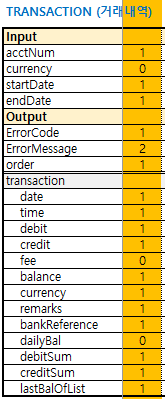 TRANSACTION (거래내역)
Input
acctNum 1
currency 0
startDate 1
endDate 1
Output
ErrorCode 1
ErrorMessage 2
order 1
transaction
date 1
time 1
debit 1
credit 1
fee 0
balance 1
currency 1
remarks 1
bankReference 1
dailyBal 0
debitSum 1
creditSum 1
lastBalOfList 1